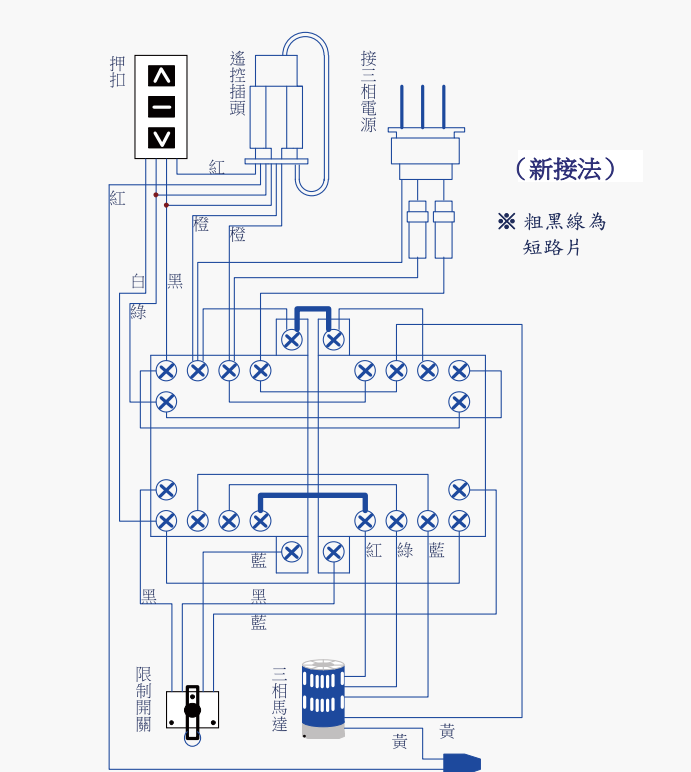 押扣
遙控插頭
接三相電源
（新接法）
※ 粗黑線為
短路片
紅
紅
橙
橙
白
黑
綠
藍
紅
綠
藍
黑
黑
藍
限制開關
三相馬達
黃
黃